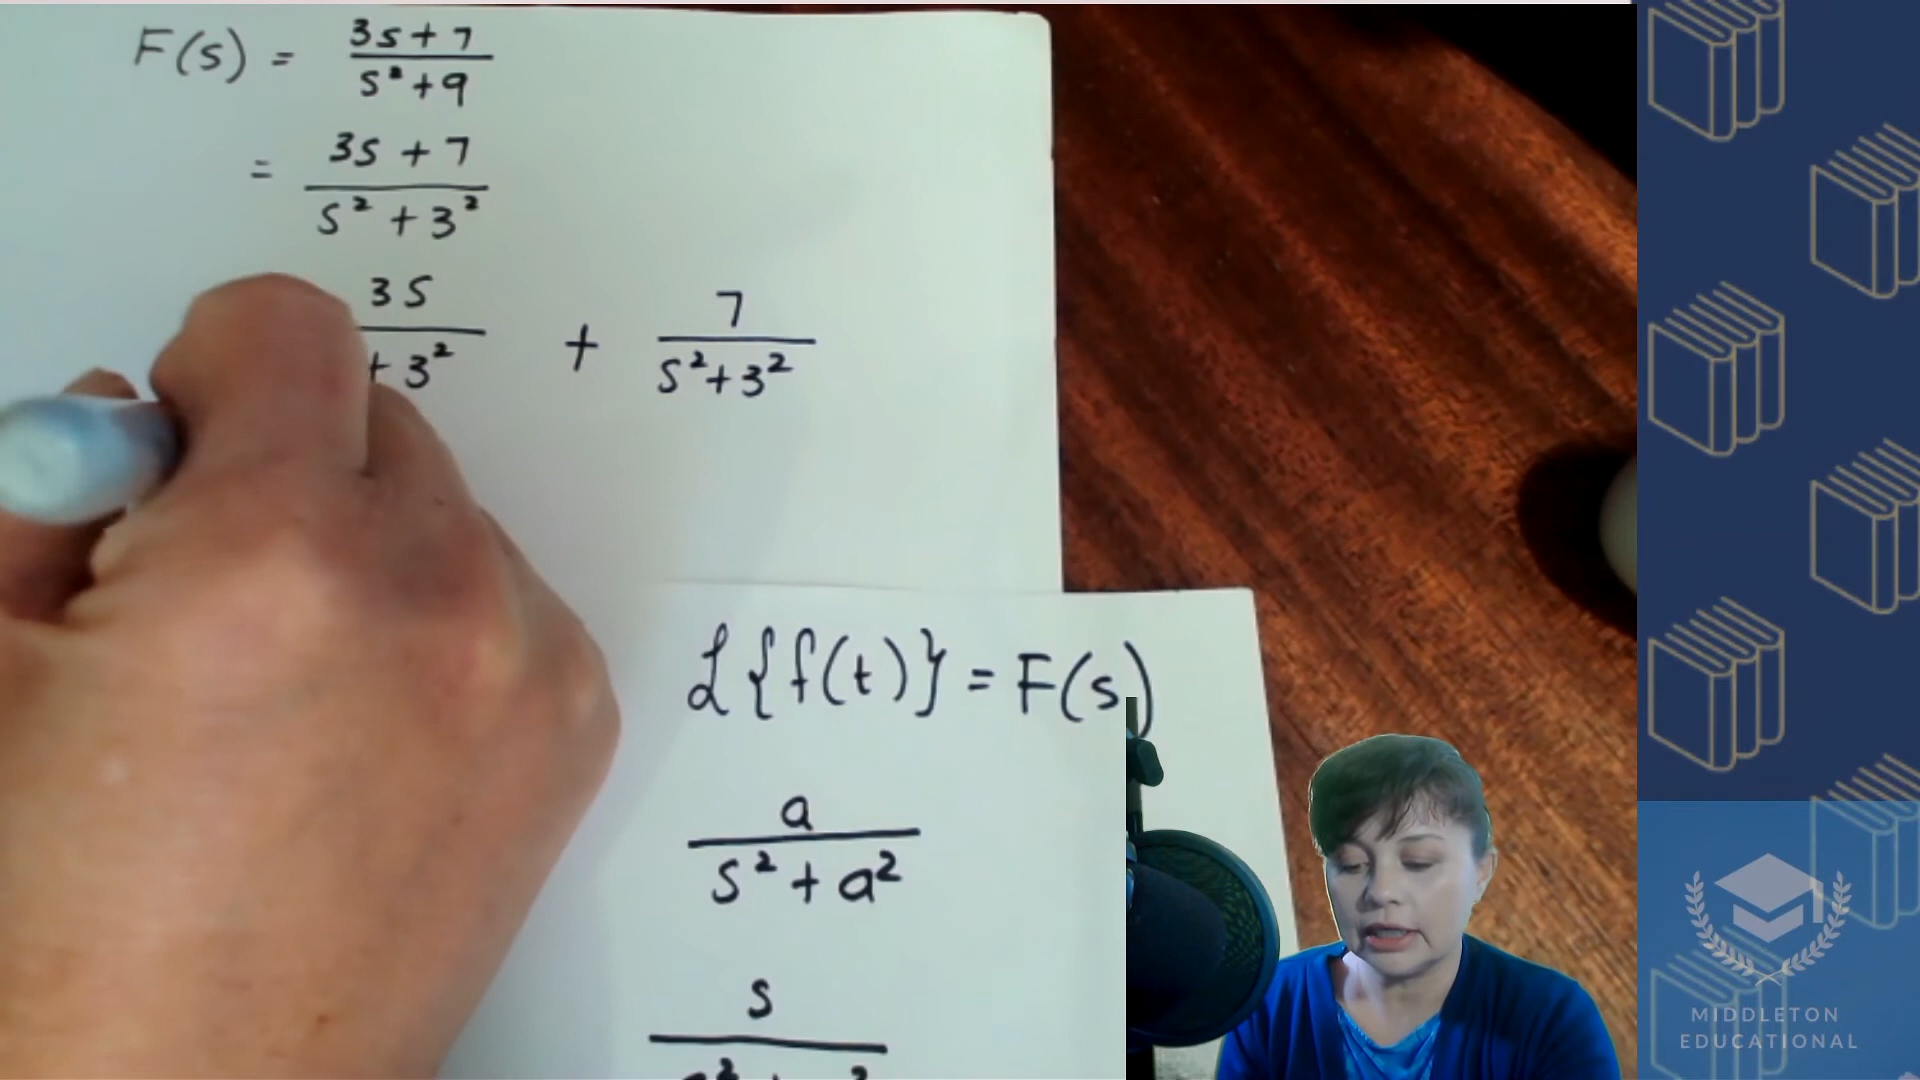 F(s) = 3s + 7
s² + 9
= 3s + 7
s² + 3²
3s + 7
+ 3² s² + 3²
ℒ{f(t)} = F(s)
a
s² + a²
s
MIDDLETON
EDUCATIONAL